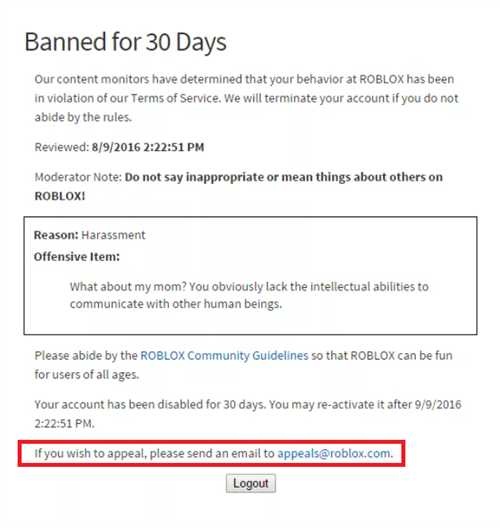 Banned for 30 Days
Our content monitors have determined that your behavior at ROBLOX has been
in violation of our Terms of Service. We will terminate your account if you do not
abide by the rules.
Reviewed: 8/9/2016 2:22:51 PM
Moderator Note: Do not say inappropriate or mean things about others on
ROBLOX!
Reason: Harassment
Offensive Item:
What about my mom? You obviously lack the intellectual abilities to
communicate with other human beings.
Please abide by the ROBLOX Community Guidelines so that ROBLOX can be fun
for users of all ages.
Your account has been disabled for 30 days. You may re-activate it after 9/9/2016
2:22:51 PM.
If you wish to appeal, please send an email to appeals@roblox.com.
Logout